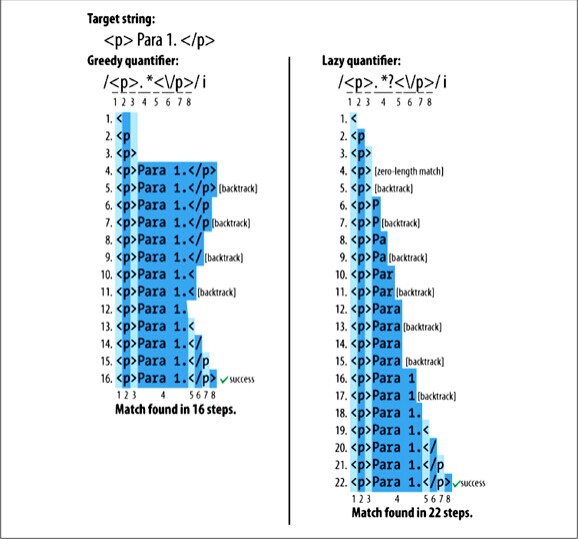 Target string:
<p> Para 1. </p>
Greedy quantifier:
/<p>.*<\/p>/i
1 2 3 4 5 6 7 8
1. <
2. <p
3. <p>
4. <p>Para 1.</p>
5. <p>Para 1.</p> [backtrack]
6. <p>Para 1.</p
7. <p>Para 1.</p [backtrack]
8. <p>Para 1.</
9. <p>Para 1.</ [backtrack]
10. <p>Para 1.<
11. <p>Para 1.< [backtrack]
12. <p>Para 1.
13. <p>Para 1.<
14. <p>Para 1.</
15. <p>Para 1.</p
16. <p>Para 1.</p> ✓success
1 2 3 4 5 6 7 8
Match found in 16 steps.
Lazy quantifier:
/<p>.*?<\/p>/i
1 2 3 4 5 6 7 8
1. <
2. <p
3. <p>
4. <p> [zero-length match]
5. <p> [backtrack]
6. <p>P
7. <p>P [backtrack]
8. <p>Pa
9. <p>Pa [backtrack]
10. <p>Par
11. <p>Par [backtrack]
12. <p>Para
13. <p>Para [backtrack]
14. <p>Para
15. <p>Para [backtrack]
16. <p>Para 1
17. <p>Para 1 [backtrack]
18. <p>Para 1.
19. <p>Para 1.<
20. <p>Para 1.</
21. <p>Para 1.</p
22. <p>Para 1.</p> ✓success
1 2 3 4 5 6 7 8
Match found in 22 steps.